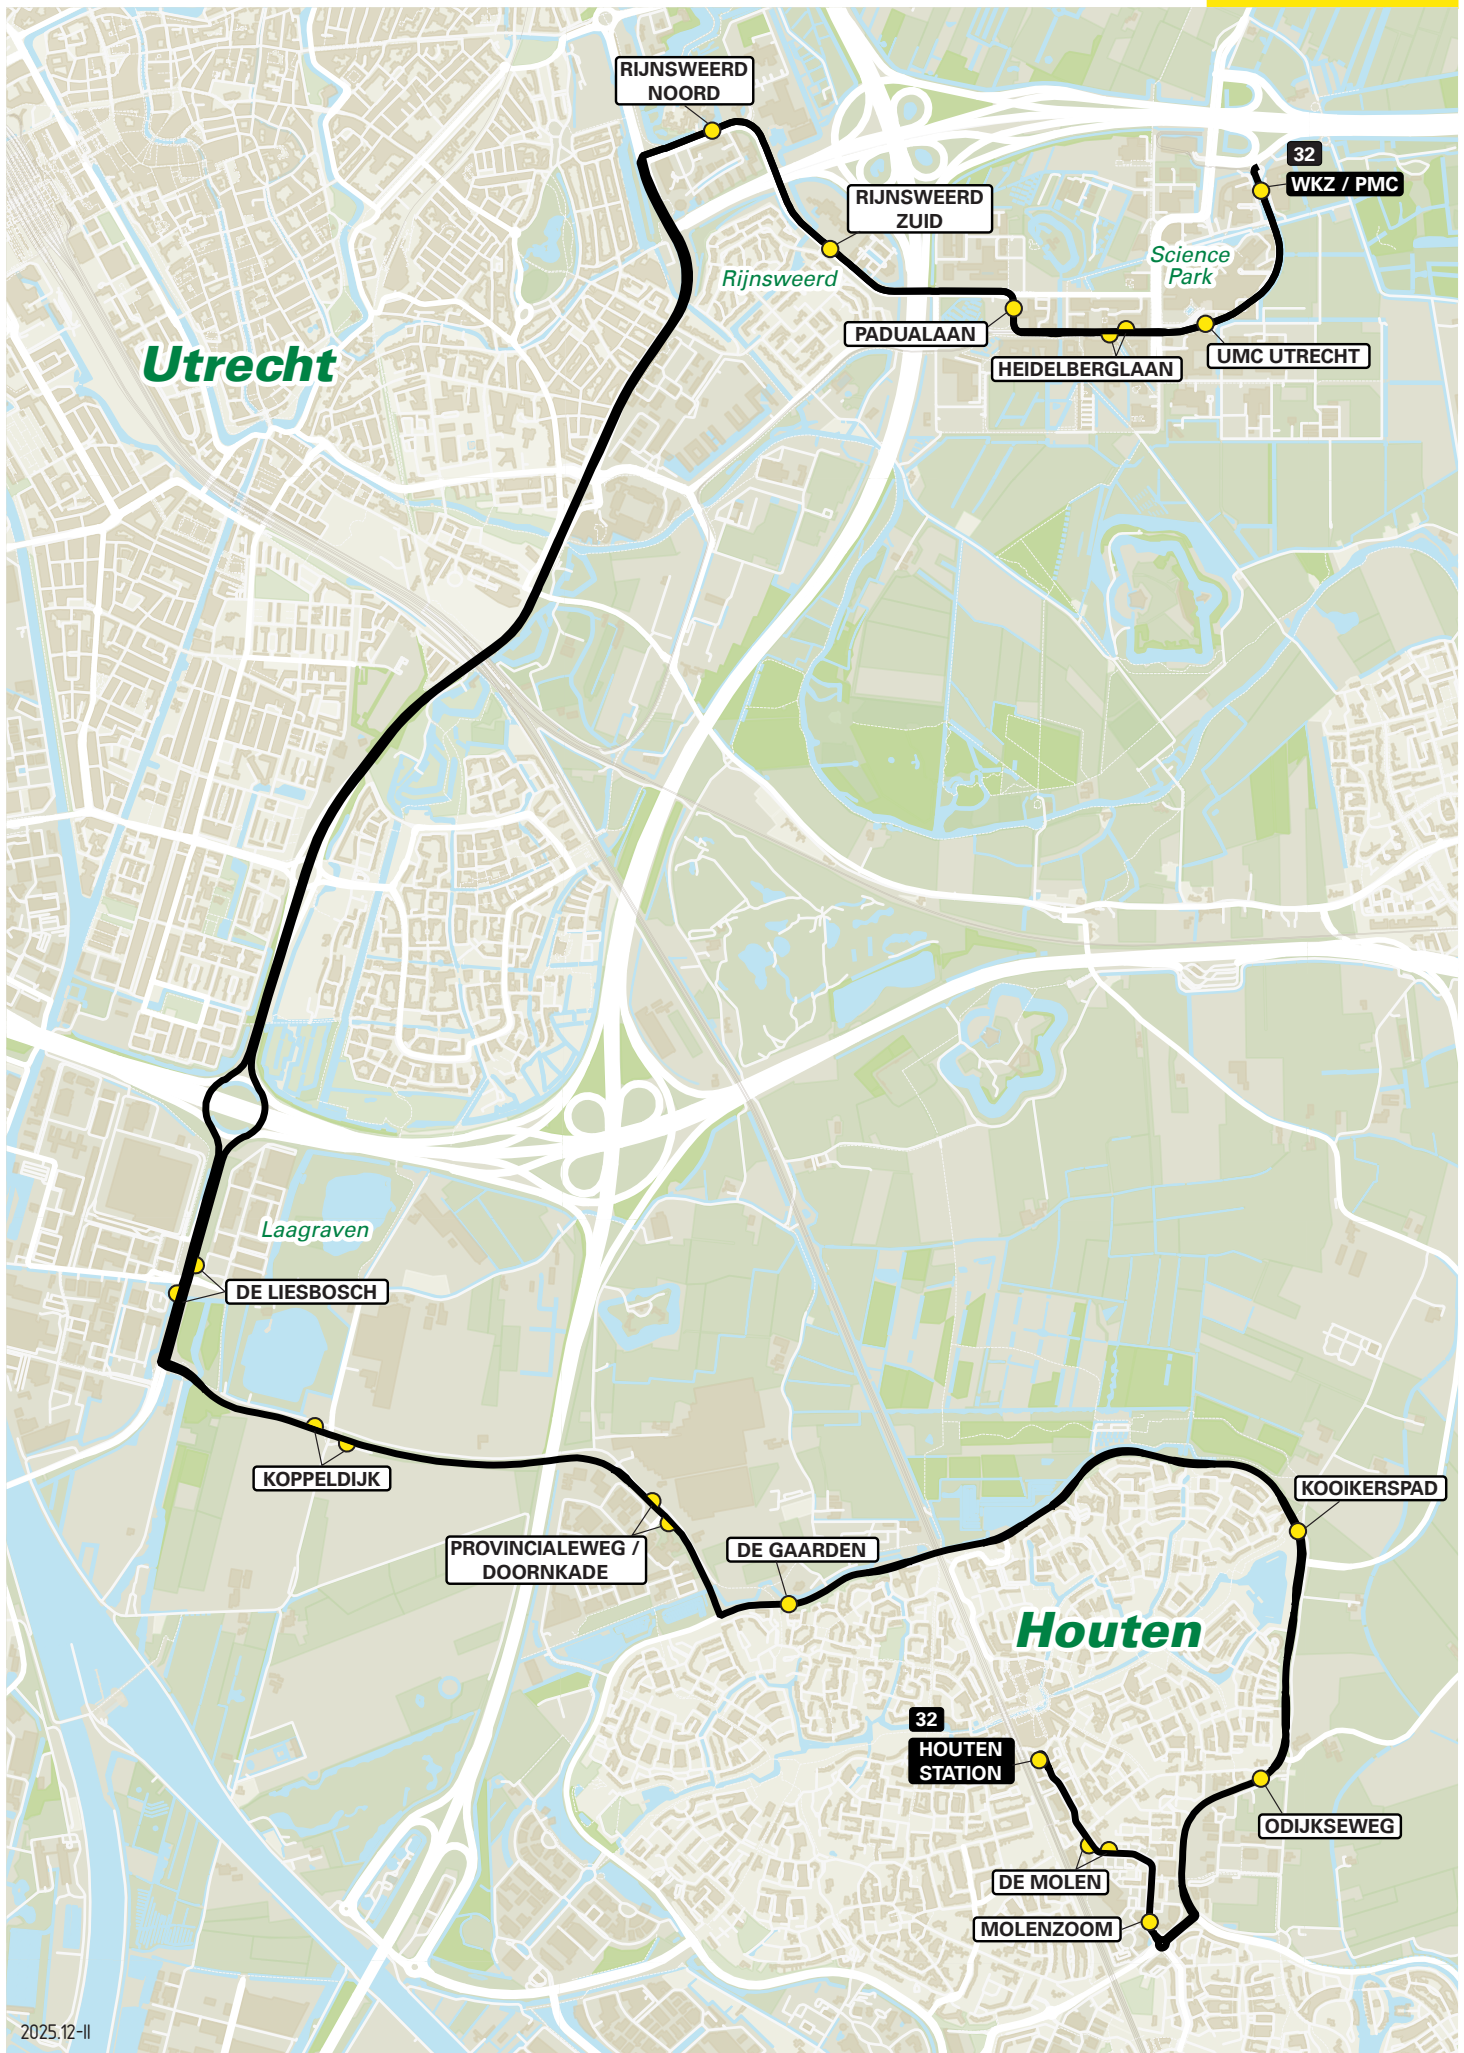 RIJNSWEERD
NOORD
32
WKZ / PMC
RIJNSWEERD
ZUID
Science
Park
Rijnsweerd
PADUALAAN
HEIDELBERGLAAN
UMC UTRECHT
Utrecht
Laagraven
DE LIESBOSCH
KOPPELDIJK
KOOIKERSPAD
PROVINCIALEWEG /
DOORNKADE
DE GAARDEN
Houten
32
HOUTEN
STATION
ODIJKSEWEG
DE MOLEN
MOLENZOOM
2025.12-II